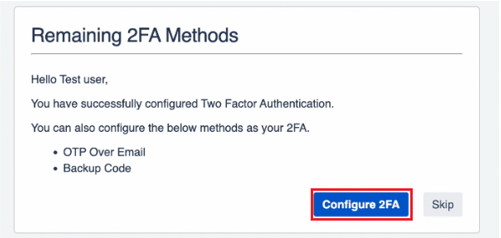 Remaining 2FA Methods
Hello Test user,
You have successfully configured Two Factor Authentication.
You can also configure the below methods as your 2FA.
• OTP Over Email
• Backup Code
Configure 2FA Skip